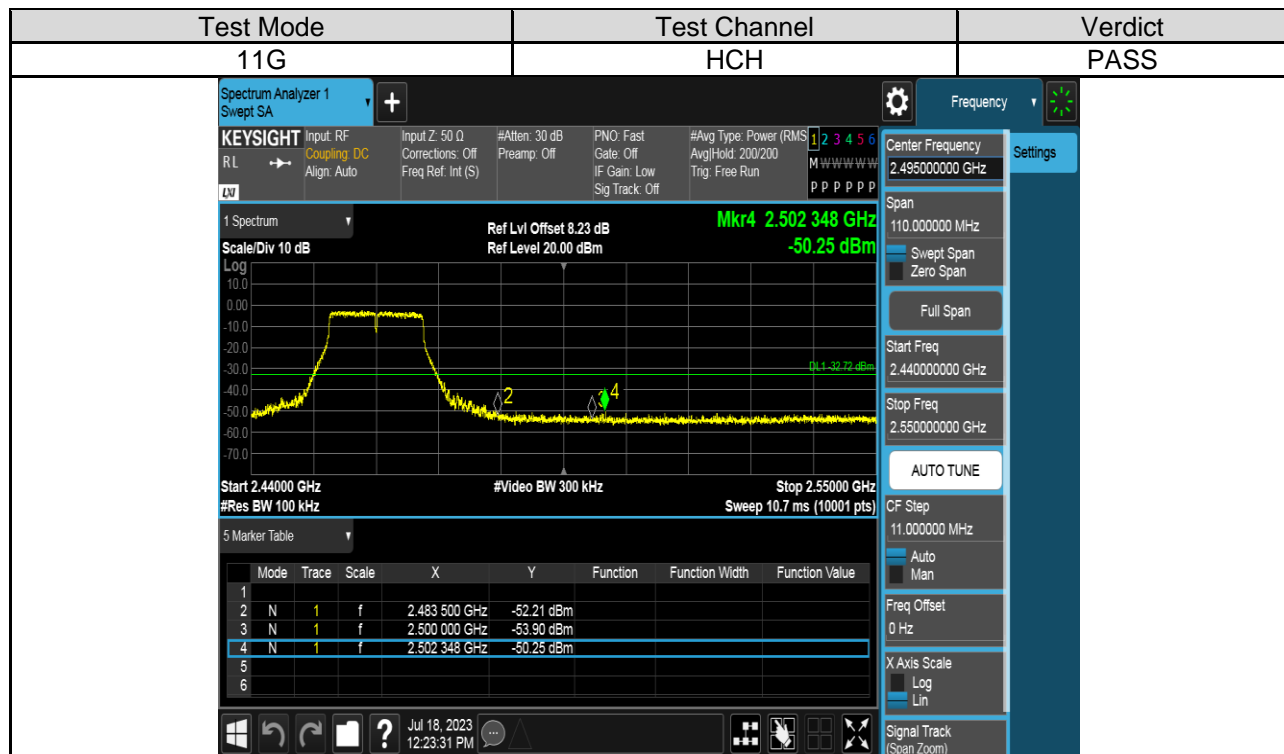 Test Mode Test Channel Verdict
11G HCH PASS
Spectrum Analyzer 1
Swept SA
Frequency
KEYSIGHT Input: RF Input Z: 50 Ω #Atten: 30 dB PNO: Fast #Avg Type: Power (RMS 1 2 3 4 5 6
RL Coupling: DC Corrections: Off Preamp: Off Gate: Off Avg|Hold: 200/200 M W W W W W
Align: Auto Freq Ref: Int (S) IF Gain: Low Trig: Free Run
LXI Sig Track: Off P P P P P P
Center Frequency
2.495000000 GHz
Settings
Span
110.000000 MHz
Swept Span
Zero Span
Full Span
Start Freq
2.440000000 GHz
Stop Freq
2.550000000 GHz
AUTO TUNE
CF Step
11.000000 MHz
Auto
Man
Freq Offset
0 Hz
X Axis Scale
Log
Lin
Signal Track
(Span Zoom)
1 Spectrum
Ref Lvl Offset 8.23 dB Mkr4 2.502 348 GHz
Scale/Div 10 dB Ref Level 20.00 dBm -50.25 dBm
Log
10.0
0.00
-10.0
-20.0
-30.0 DL1 -32.72 dBm
-40.0
2 3 4
-50.0
-60.0
-70.0
Start 2.44000 GHz #Video BW 300 kHz Stop 2.55000 GHz
#Res BW 100 kHz Sweep 10.7 ms (10001 pts)
5 Marker Table
Mode Trace Scale X Y Function Function Width Function Value
1
2 N 1 f 2.483 500 GHz -52.21 dBm
3 N 1 f 2.500 000 GHz -53.90 dBm
4 N 1 f 2.502 348 GHz -50.25 dBm
5
6
? Jul 18, 2023
12:23:31 PM